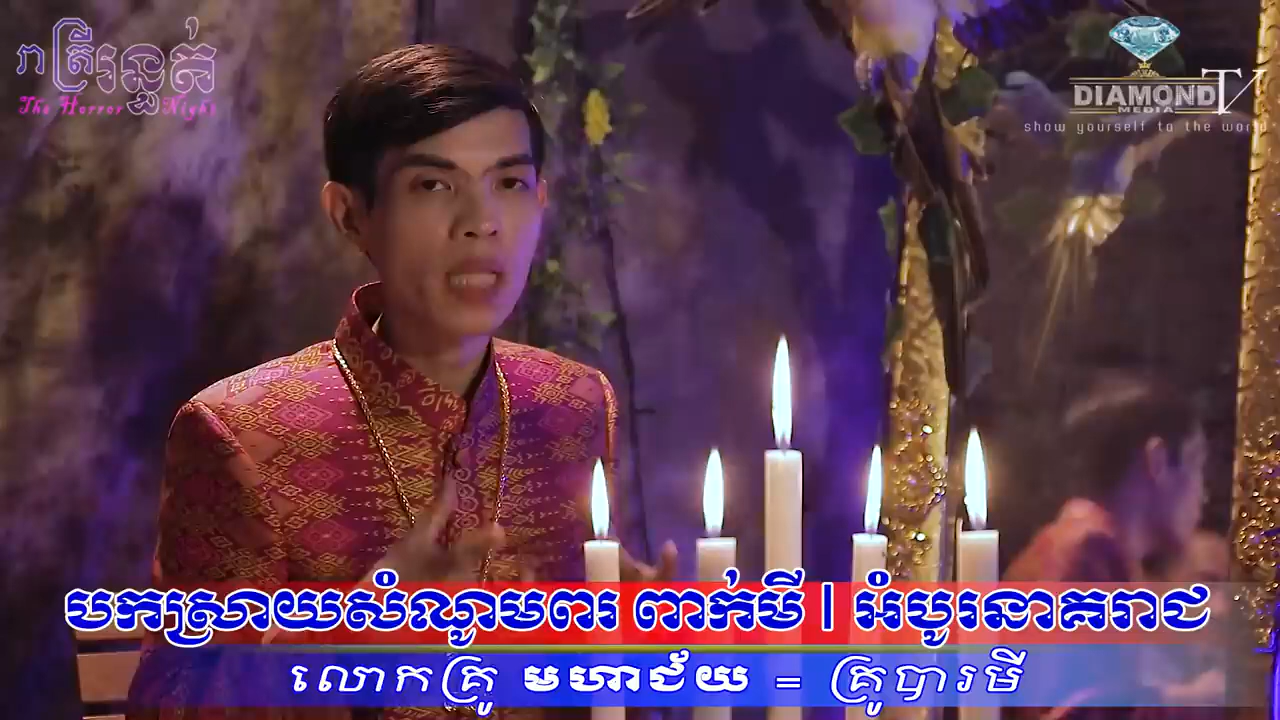 រាត្រីរន្ធត់
The Horror Night
DIAMOND TV
MEDIA
show yourself to the world
បកស្រាយសំណូមពរ ពាក់មី | អំបូរនាគរាជ
លោកគ្រូ មហាជ័យ = គ្រូបារមី